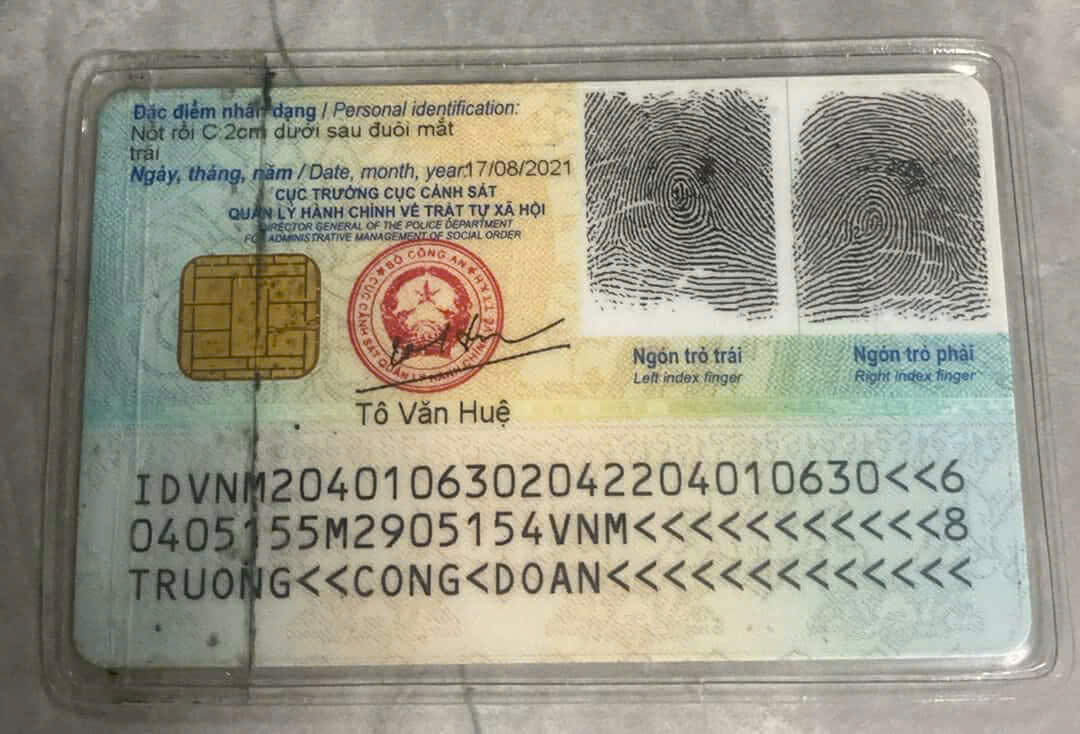 Đặc điểm nhân dạng / Personal identification:
Nốt rồi C:2cm dưới sau đuôi mắt
trái
Ngày, tháng, năm / Date, month, year:17/08/2021
CỤC TRƯỞNG CỤC CẢNH SÁT
QUẢN LÝ HÀNH CHÍNH VỀ TRẬT TỰ XÃ HỘI
DIRECTOR GENERAL OF THE POLICE DEPARTMENT
FOR ADMINISTRATIVE MANAGEMENT OF SOCIAL ORDER
BỘ CÔNG AN
CỤC CẢNH SÁT QUẢN LÝ HÀNH CHÍNH
Tô Văn Huệ
Ngón trỏ trái
Left index finger
Ngón trỏ phải
Right index finger
IDVNM2040106302042204010630<<6
0405155M2905154VNM<<<<<<<<<<<8
TRUONG<<CONG<DOAN<<<<<<<<<<<<<